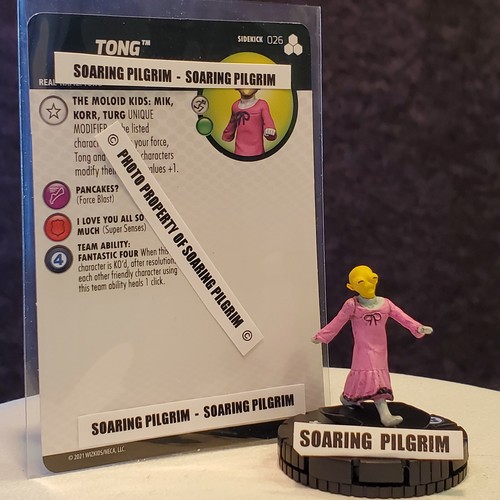 TONG™
SIDEKICK 026
SOARING PILGRIM - SOARING PILGRIM
REAL
THE MOLOID KIDS: MIK,
KORR, TURG UNIQUE
MODIFIER listed
your force,
Tong and characters
modify values +1.
PANCAKES?
(Force Blast)
I LOVE YOU ALL SO
MUCH (Super Senses)
TEAM ABILITY:
FANTASTIC FOUR When this
character is KO'd, after resolution,
each other friendly character using
this team ability heals 1 click.
© PHOTO PROPERTY OF SOARING PILGRIM ©
SOARING PILGRIM - SOARING PILGRIM
© 2021 WIZKIDS/NECA, LLC.
SOARING PILGRIM